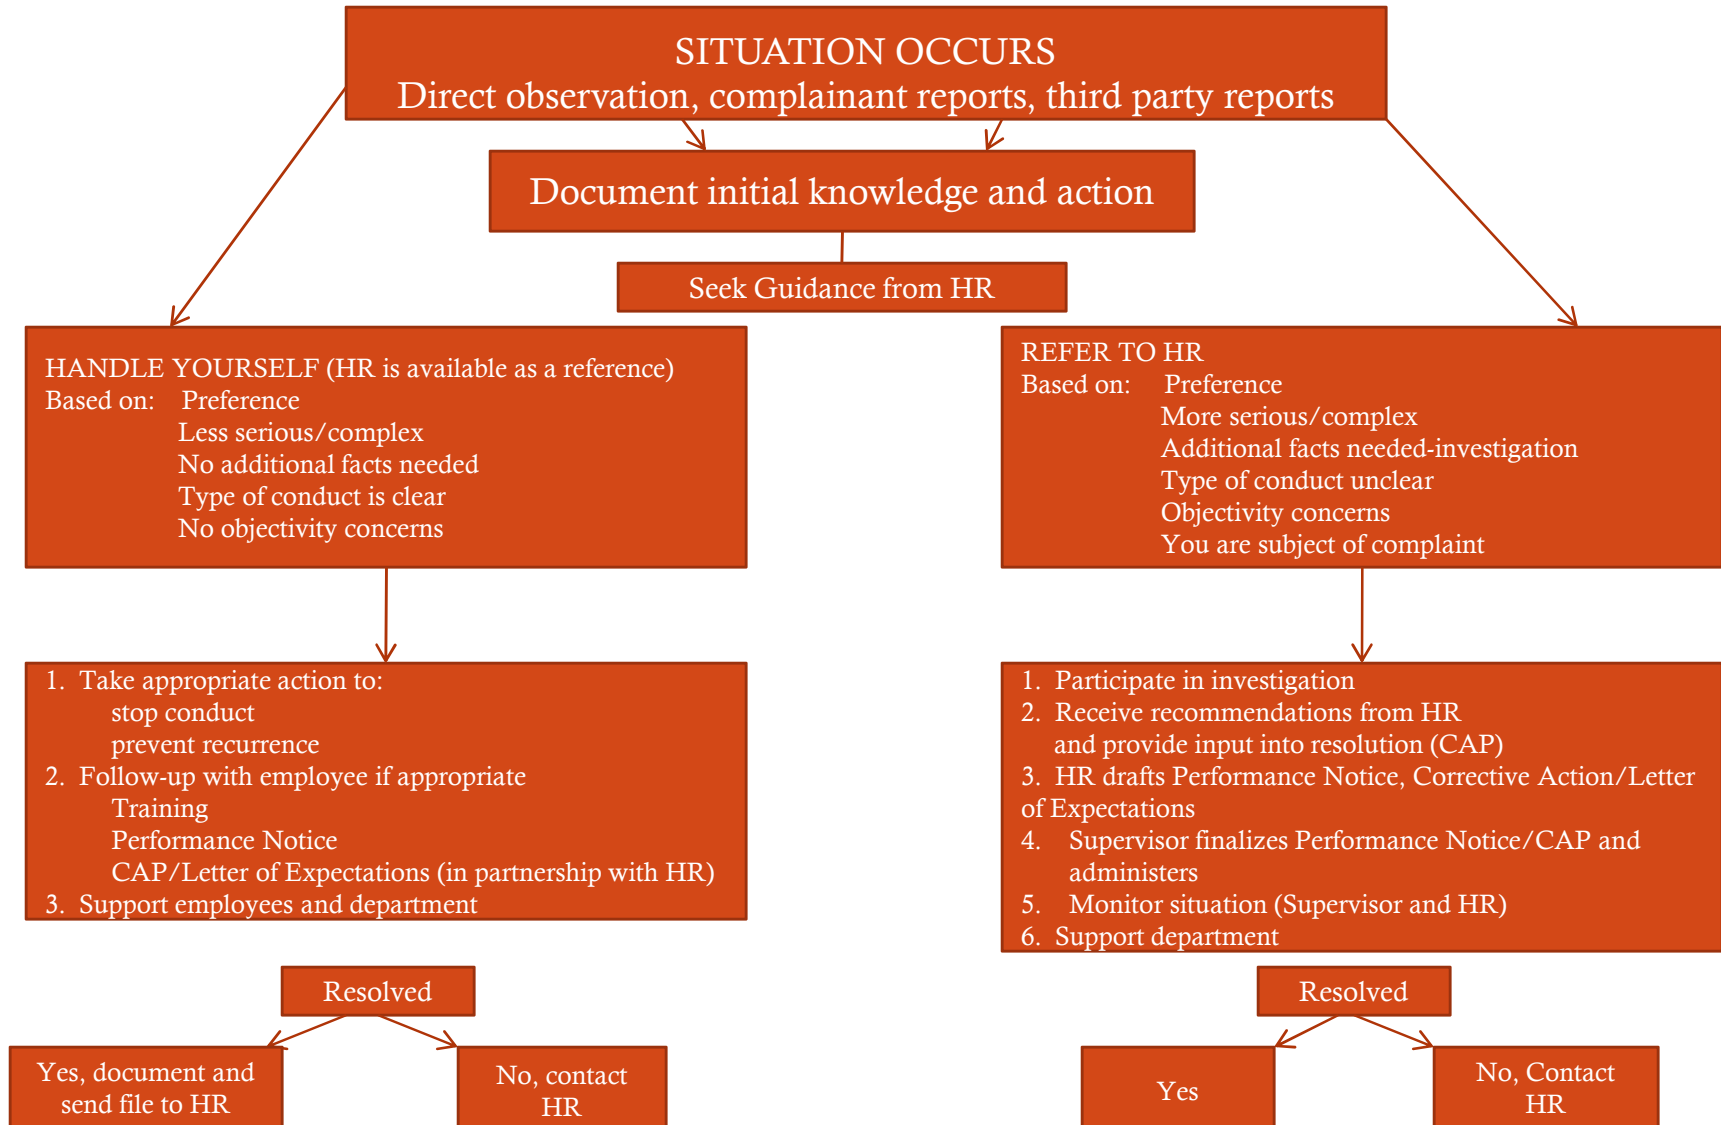 SITUATION OCCURS
Direct observation, complainant reports, third party reports
Document initial knowledge and action
Seek Guidance from HR
HANDLE YOURSELF (HR is available as a reference)
Based on: Preference
Less serious/complex
No additional facts needed
Type of conduct is clear
No objectivity concerns
REFER TO HR
Based on: Preference
More serious/complex
Additional facts needed-investigation
Type of conduct unclear
Objectivity concerns
You are subject of complaint
1. Take appropriate action to:
stop conduct
prevent recurrence
2. Follow-up with employee if appropriate
Training
Performance Notice
CAP/Letter of Expectations (in partnership with HR)
3. Support employees and department
1. Participate in investigation
2. Receive recommendations from HR
and provide input into resolution (CAP)
3. HR drafts Performance Notice, Corrective Action/Letter
of Expectations
4. Supervisor finalizes Performance Notice/CAP and
administers
5. Monitor situation (Supervisor and HR)
6. Support department
Resolved
Yes, document and
send file to HR
No, contact
HR
Resolved
Yes
No, Contact
HR